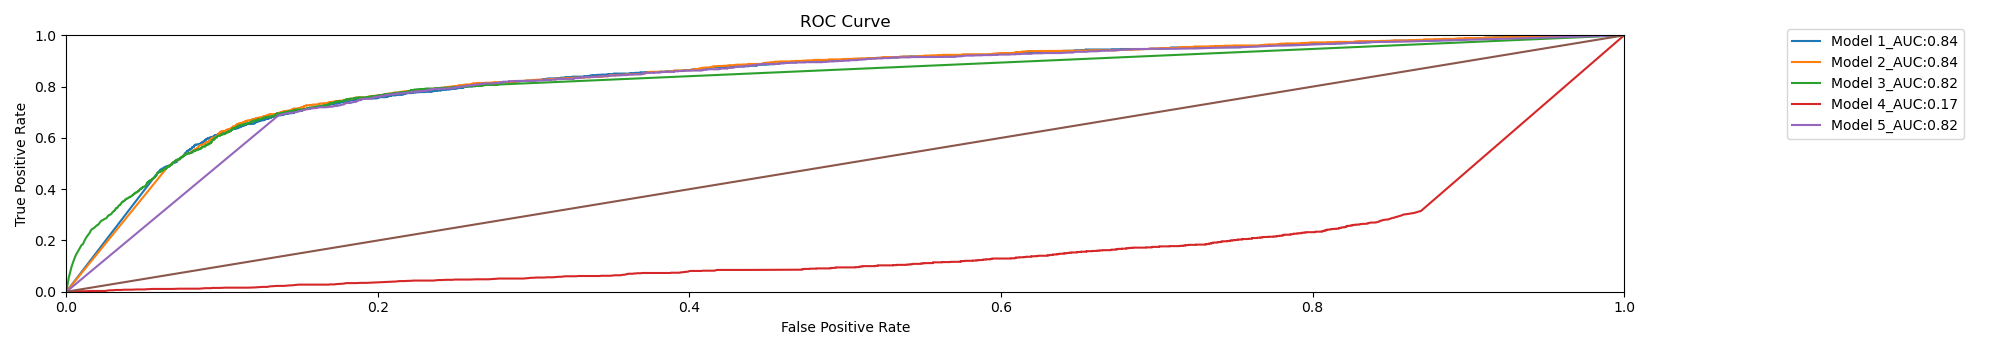 ROC Curve
1.0
0.8
0.6
0.4
0.2
0.0
True Positive Rate
0.0 0.2 0.4 0.6 0.8 1.0
False Positive Rate
Model 1_AUC:0.84
Model 2_AUC:0.84
Model 3_AUC:0.82
Model 4_AUC:0.17
Model 5_AUC:0.82